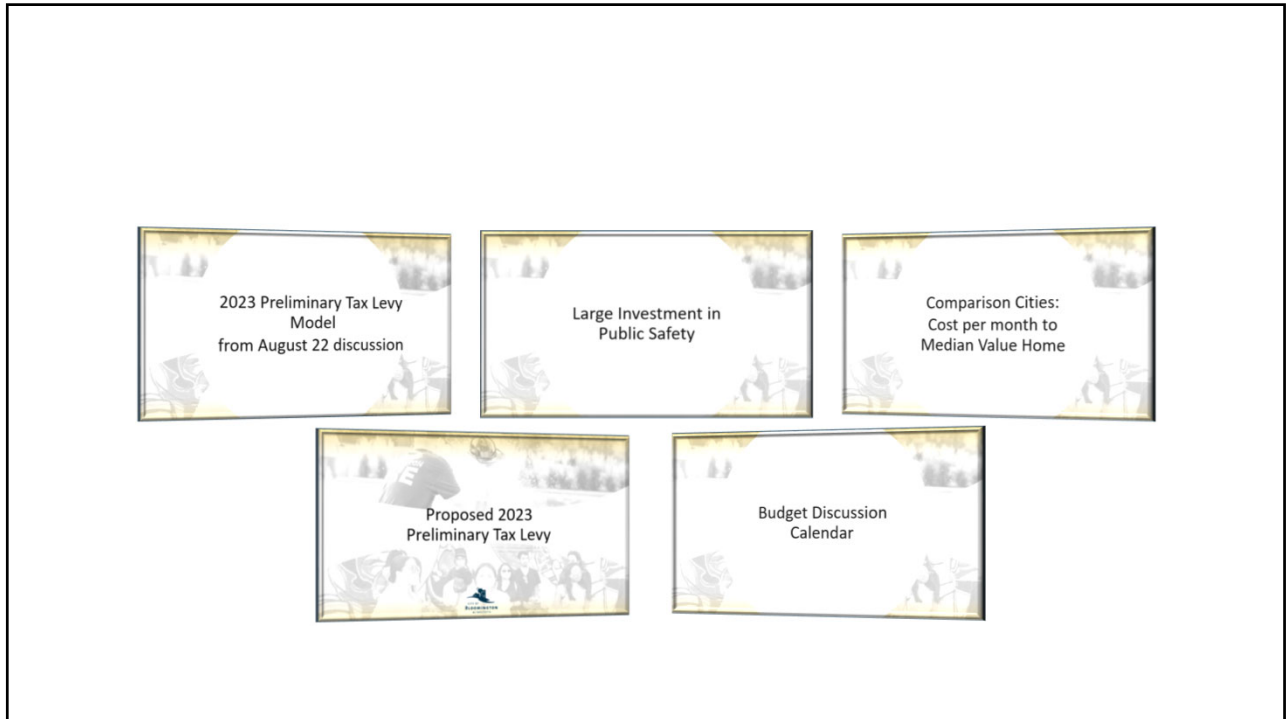 2023 Preliminary Tax Levy
Model
from August 22 discussion
Large Investment in
Public Safety
Comparison Cities:
Cost per month to
Median Value Home
Proposed 2023
Preliminary Tax Levy
BLOOMINGTON
Budget Discussion
Calendar